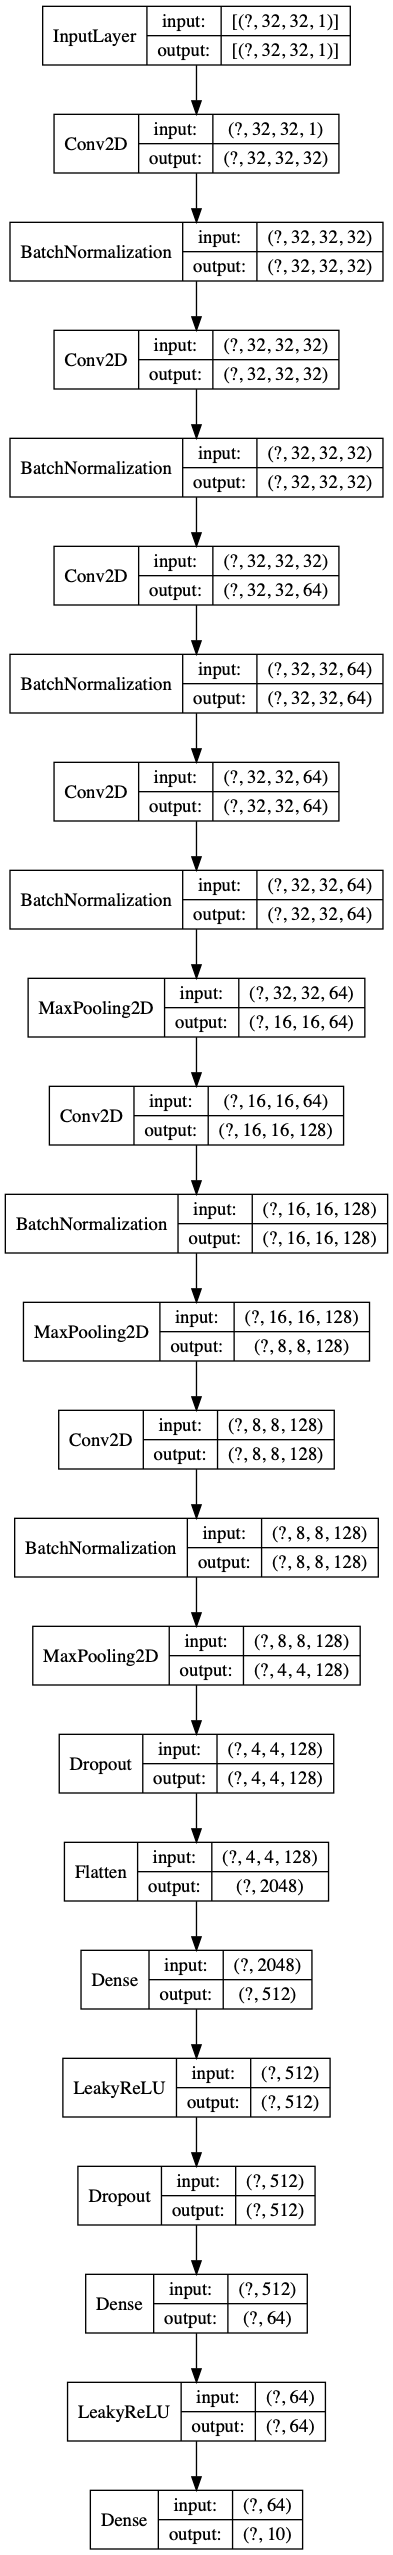 InputLayer input: [(?, 32, 32, 1)]
output: [(?, 32, 32, 1)]
Conv2D input: (?, 32, 32, 1)
output: (?, 32, 32, 32)
BatchNormalization input: (?, 32, 32, 32)
output: (?, 32, 32, 32)
Conv2D input: (?, 32, 32, 32)
output: (?, 32, 32, 32)
BatchNormalization input: (?, 32, 32, 32)
output: (?, 32, 32, 32)
Conv2D input: (?, 32, 32, 32)
output: (?, 32, 32, 64)
BatchNormalization input: (?, 32, 32, 64)
output: (?, 32, 32, 64)
Conv2D input: (?, 32, 32, 64)
output: (?, 32, 32, 64)
BatchNormalization input: (?, 32, 32, 64)
output: (?, 32, 32, 64)
MaxPooling2D input: (?, 32, 32, 64)
output: (?, 16, 16, 64)
Conv2D input: (?, 16, 16, 64)
output: (?, 16, 16, 128)
BatchNormalization input: (?, 16, 16, 128)
output: (?, 16, 16, 128)
MaxPooling2D input: (?, 16, 16, 128)
output: (?, 8, 8, 128)
Conv2D input: (?, 8, 8, 128)
output: (?, 8, 8, 128)
BatchNormalization input: (?, 8, 8, 128)
output: (?, 8, 8, 128)
MaxPooling2D input: (?, 8, 8, 128)
output: (?, 4, 4, 128)
Dropout input: (?, 4, 4, 128)
output: (?, 4, 4, 128)
Flatten input: (?, 4, 4, 128)
output: (?, 2048)
Dense input: (?, 2048)
output: (?, 512)
LeakyReLU input: (?, 512)
output: (?, 512)
Dropout input: (?, 512)
output: (?, 512)
Dense input: (?, 512)
output: (?, 64)
LeakyReLU input: (?, 64)
output: (?, 64)
Dense input: (?, 64)
output: (?, 10)